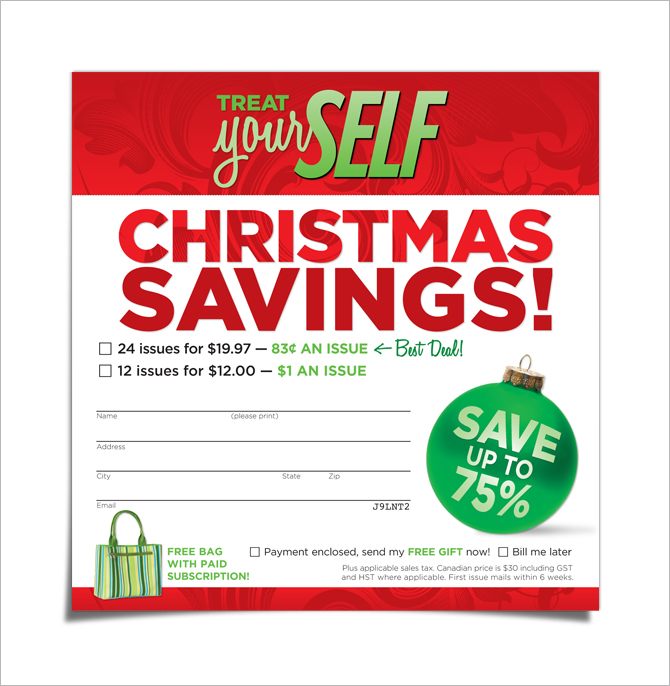 TREAT
yourSELF
CHRISTMAS
SAVINGS!
24 issues for $19.97 — 83¢ AN ISSUE ← Best Deal!
12 issues for $12.00 — $1 AN ISSUE
SAVE
UP TO
75%
Name (please print)
Address
City State Zip
Email J9LNT2
FREE BAG
WITH PAID
SUBSCRIPTION!
Payment enclosed, send my FREE GIFT now! Bill me later
Plus applicable sales tax. Canadian price is $30 including GST
and HST where applicable. First issue mails within 6 weeks.